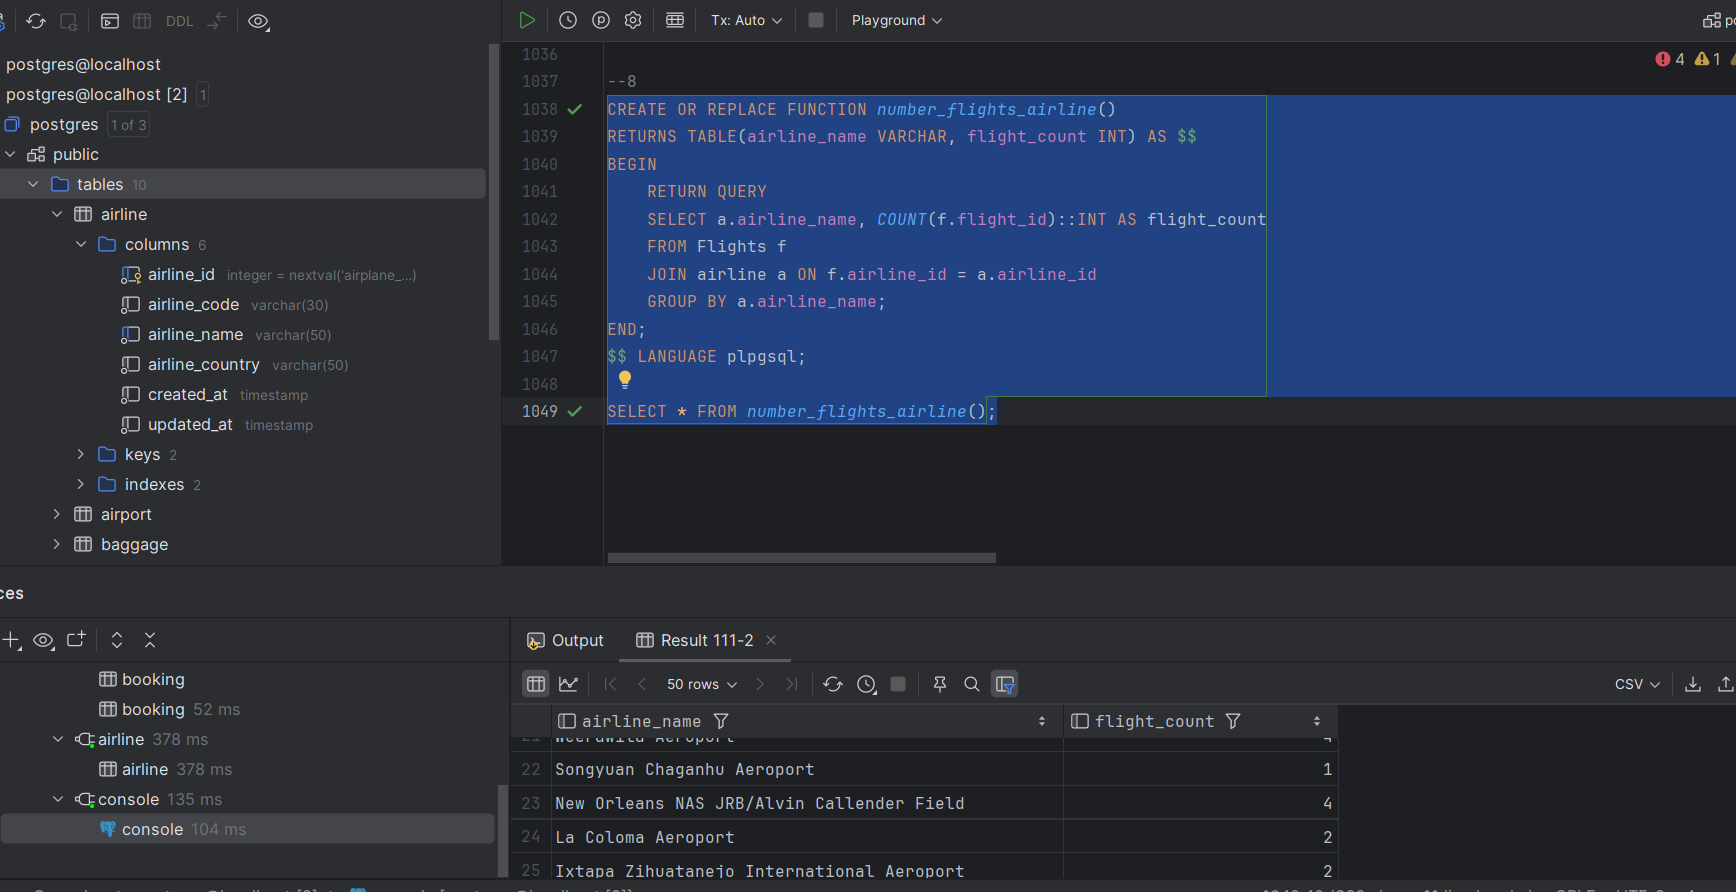 DDL
Tx: Auto
Playground
postgres@localhost
postgres@localhost [2] 1
postgres 1 of 3
public
tables 10
airline
columns 6
airline_id integer = nextval('airplane_...)
airline_code varchar(30)
airline_name varchar(50)
airline_country varchar(50)
created_at timestamp
updated_at timestamp
keys 2
indexes 2
airport
baggage
4 1
1036
1037 --8
1038 CREATE OR REPLACE FUNCTION number_flights_airline()
1039 RETURNS TABLE(airline_name VARCHAR, flight_count INT) AS $$
1040 BEGIN
1041 RETURN QUERY
1042 SELECT a.airline_name, COUNT(f.flight_id)::INT AS flight_count
1043 FROM Flights f
1044 JOIN airline a ON f.airline_id = a.airline_id
1045 GROUP BY a.airline_name;
1046 END;
1047 $$ LANGUAGE plpgsql;
1048
1049 SELECT * FROM number_flights_airline();
ces
booking
booking 52 ms
airline 378 ms
airline 378 ms
console 135 ms
console 104 ms
Output Result 111-2
50 rows
CSV
airline_name flight_count
22 Songyuan Chaganhu Aeroport 1
23 New Orleans NAS JRB/Alvin Callender Field 4
24 La Coloma Aeroport 2
25 Ixtapa Zihuatanejo International Aeroport 2